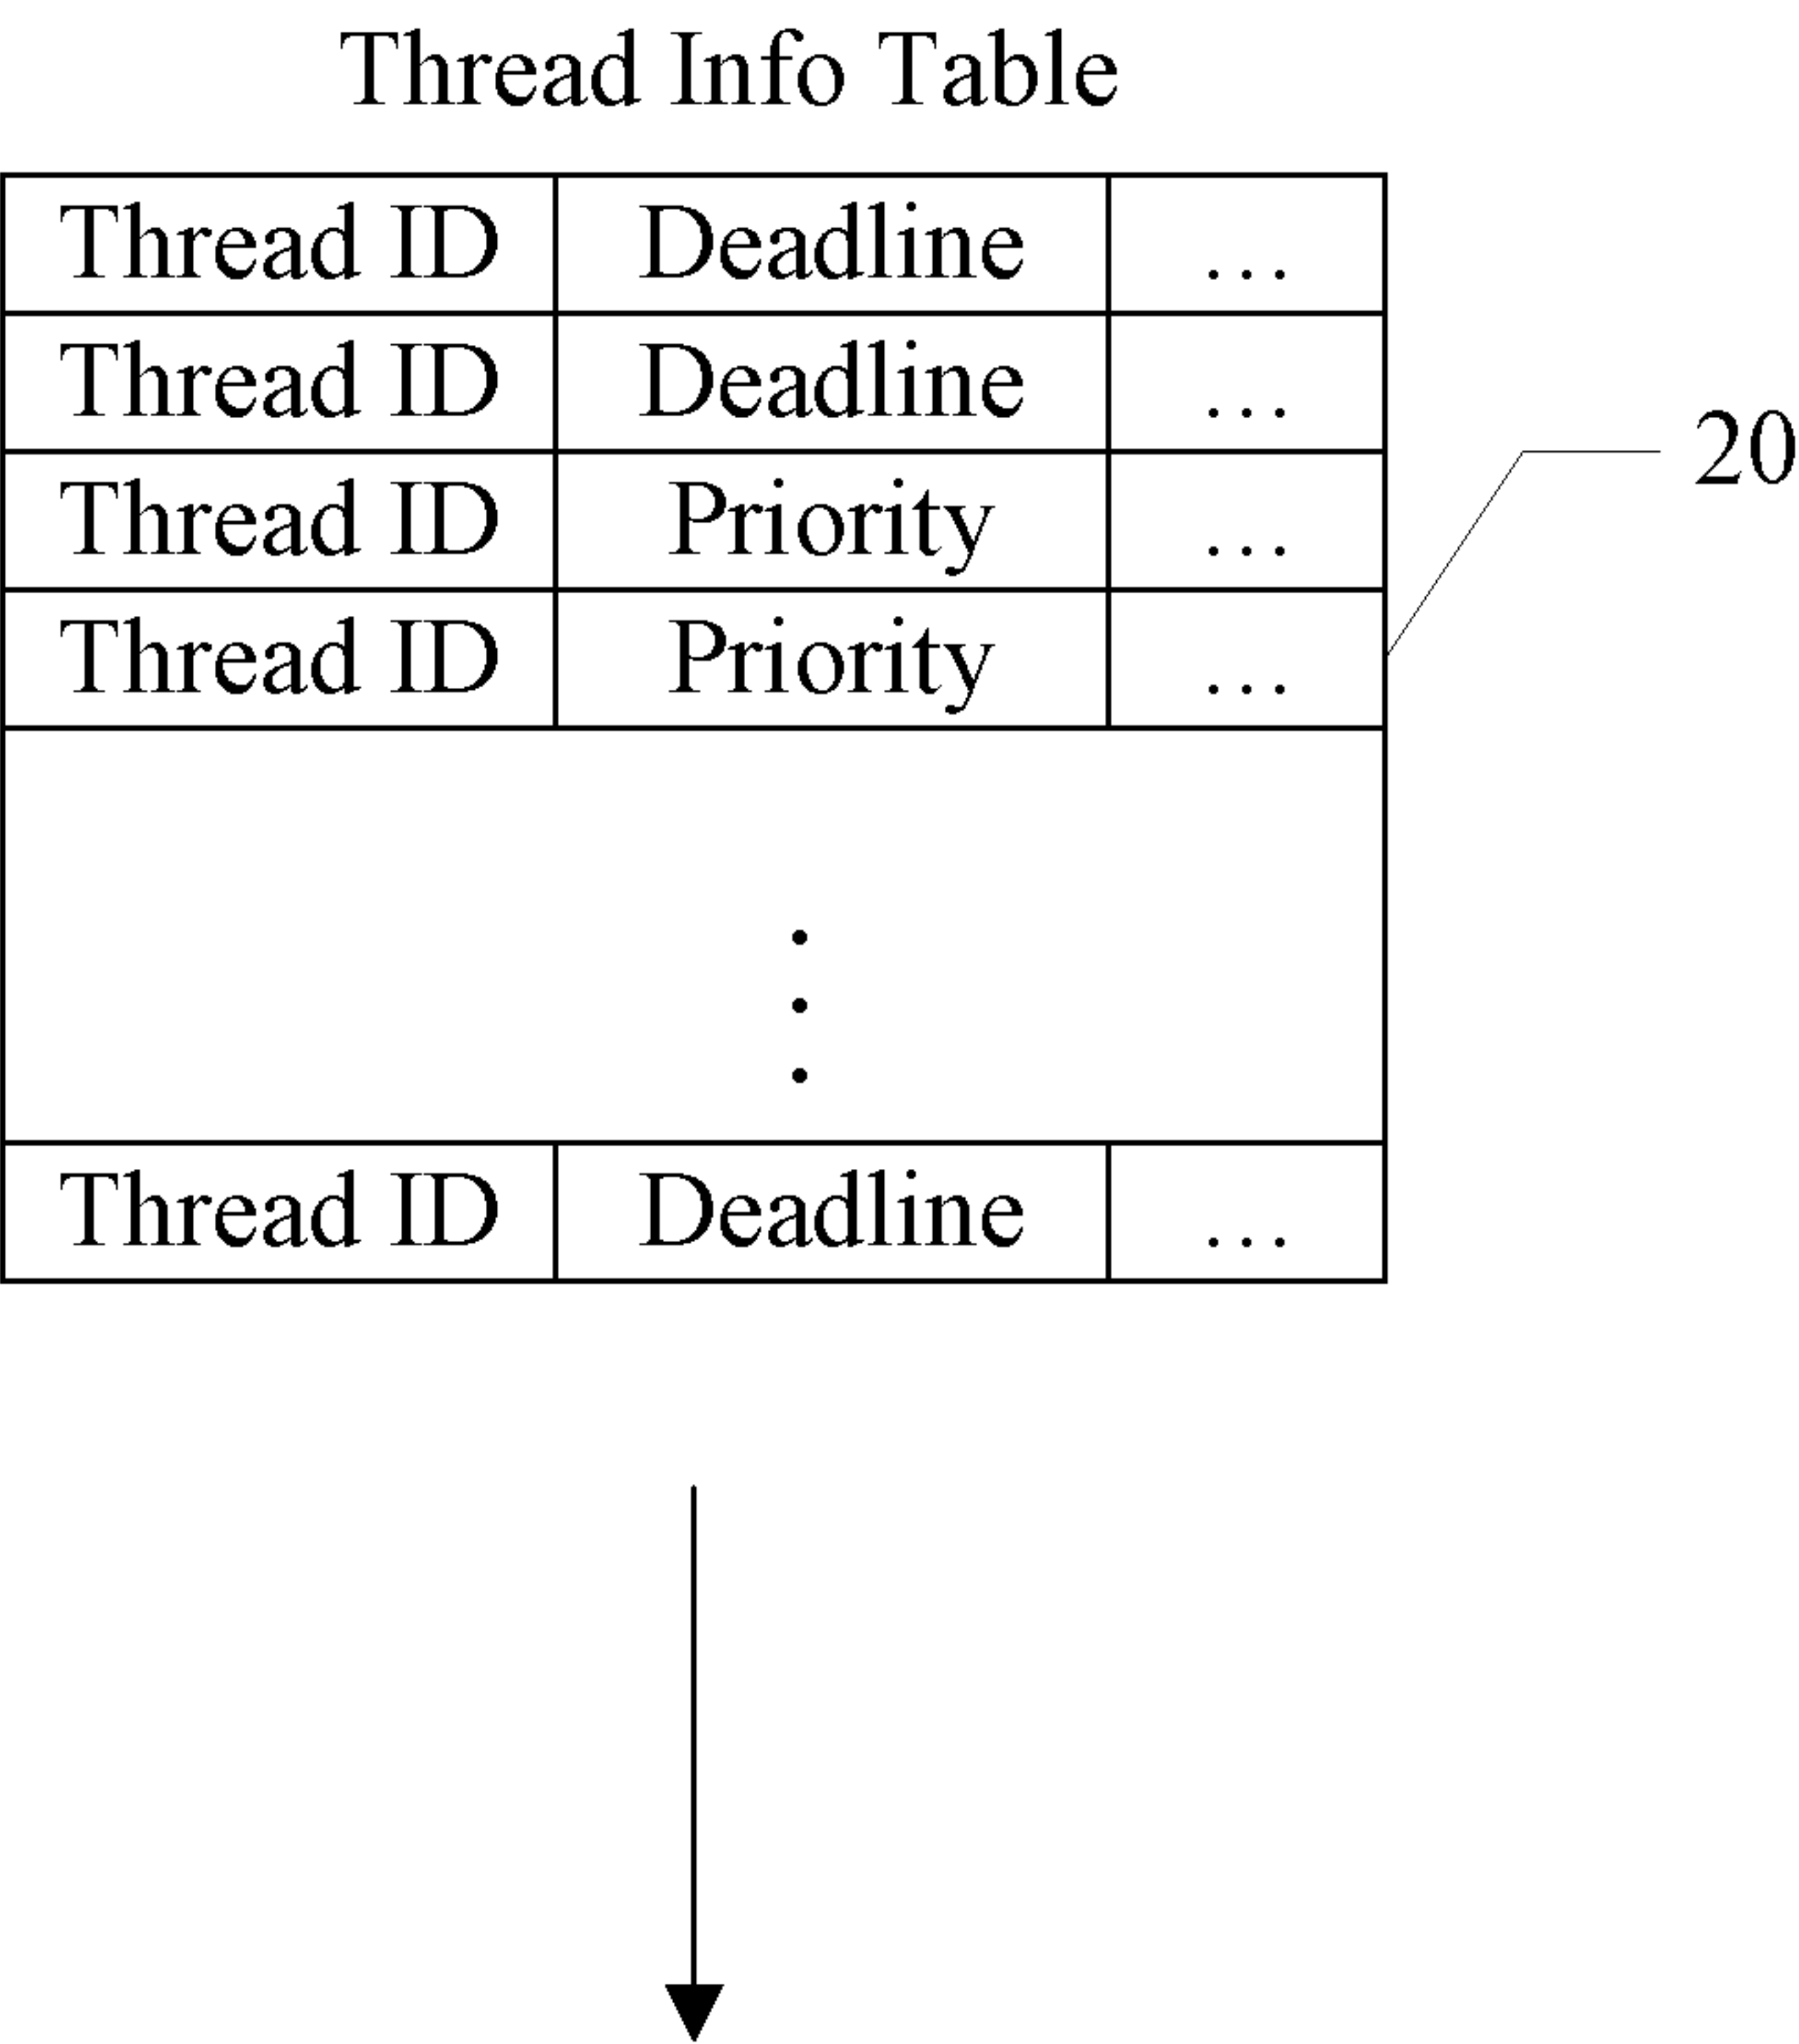 Thread Info Table
Thread ID Deadline ...
Thread ID Deadline ...
20
Thread ID Priority ...
Thread ID Priority ...
.
.
.
Thread ID Deadline ...